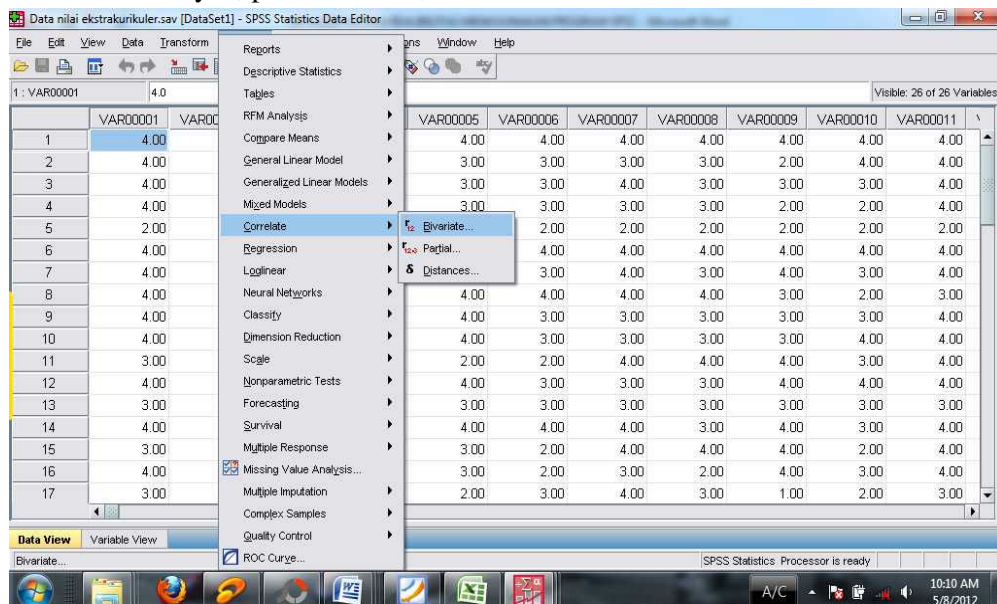 Data nilai ekstrakurikuler.sav [DataSet1] - SPSS Statistics Data Editor
File Edit View Data Transform Window Help
1 : VAR00001 4.0 Visible: 26 of 26 Variables
VAR00001 VAR00005 VAR00006 VAR00007 VAR00008 VAR00009 VAR00010 VAR00011
1 4.00 4.00 4.00 4.00 4.00 4.00 4.00 4.00
2 4.00 3.00 3.00 3.00 3.00 2.00 4.00 4.00
3 4.00 3.00 3.00 4.00 3.00 3.00 3.00 4.00
4 4.00 3.00 3.00 3.00 3.00 2.00 2.00 4.00
5 2.00 2.00 2.00 2.00 2.00 2.00 2.00
6 4.00 4.00 4.00 4.00 4.00 2.00 4.00
7 4.00 3.00 4.00 3.00 4.00 3.00 4.00
8 4.00 4.00 4.00 4.00 4.00 3.00 2.00 3.00
9 4.00 4.00 4.00 3.00 3.00 3.00 3.00 4.00
10 4.00 4.00 3.00 3.00 3.00 3.00 4.00 4.00
11 3.00 2.00 2.00 4.00 4.00 4.00 3.00 4.00
12 4.00 4.00 3.00 3.00 3.00 4.00 2.00 4.00
13 3.00 3.00 3.00 3.00 3.00 3.00 3.00 3.00
14 4.00 4.00 4.00 4.00 3.00 4.00 3.00 4.00
15 3.00 3.00 2.00 4.00 4.00 4.00 2.00 4.00
16 4.00 3.00 2.00 3.00 2.00 4.00 3.00 4.00
17 3.00 2.00 3.00 4.00 3.00 1.00 2.00 3.00
Reports
Descriptive Statistics
Tables
RFM Analysis
Compare Means
General Linear Model
Generalized Linear Models
Mixed Models
Correlate
Regression
Loglinear
Neural Networks
Classify
Dimension Reduction
Scale
Nonparametric Tests
Forecasting
Survival
Multiple Response
Missing Value Analysis...
Multiple Imputation
Complex Samples
Quality Control
ROC Curve...
Bivariate...
Partial...
Distances...
Data View Variable View
Bivariate... SPSS Statistics Processor is ready
A/C 10:10 AM
5/8/2012